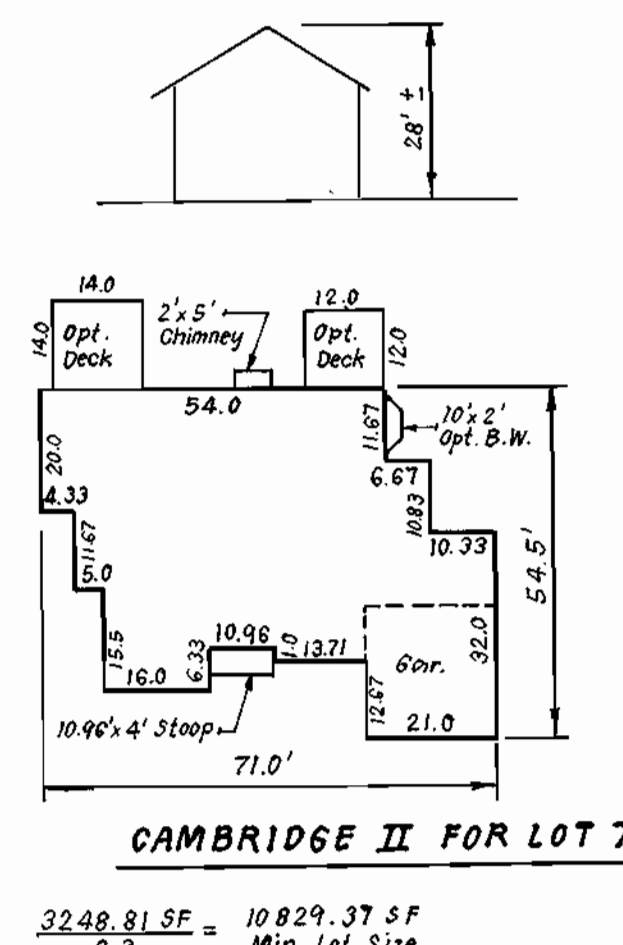 28' ±
14.0
14.0
Opt.
Deck
2'x 5'
Chimney
12.0
Opt.
Deck
12.0
54.0
11.67
10'x 2'
Opt. B.W.
20.0
4.33
6.67
10.83
10.33
54.5'
11.67
5.0
15.5
16.0
6.33
10.96
1.0
13.71
Gar.
32.0
12.67
21.0
10.96'x 4' Stoop
71.0'
CAMBRIDGE II FOR LOT 7
3248.81 SF = 10829.37 SF
Min. Lot Size